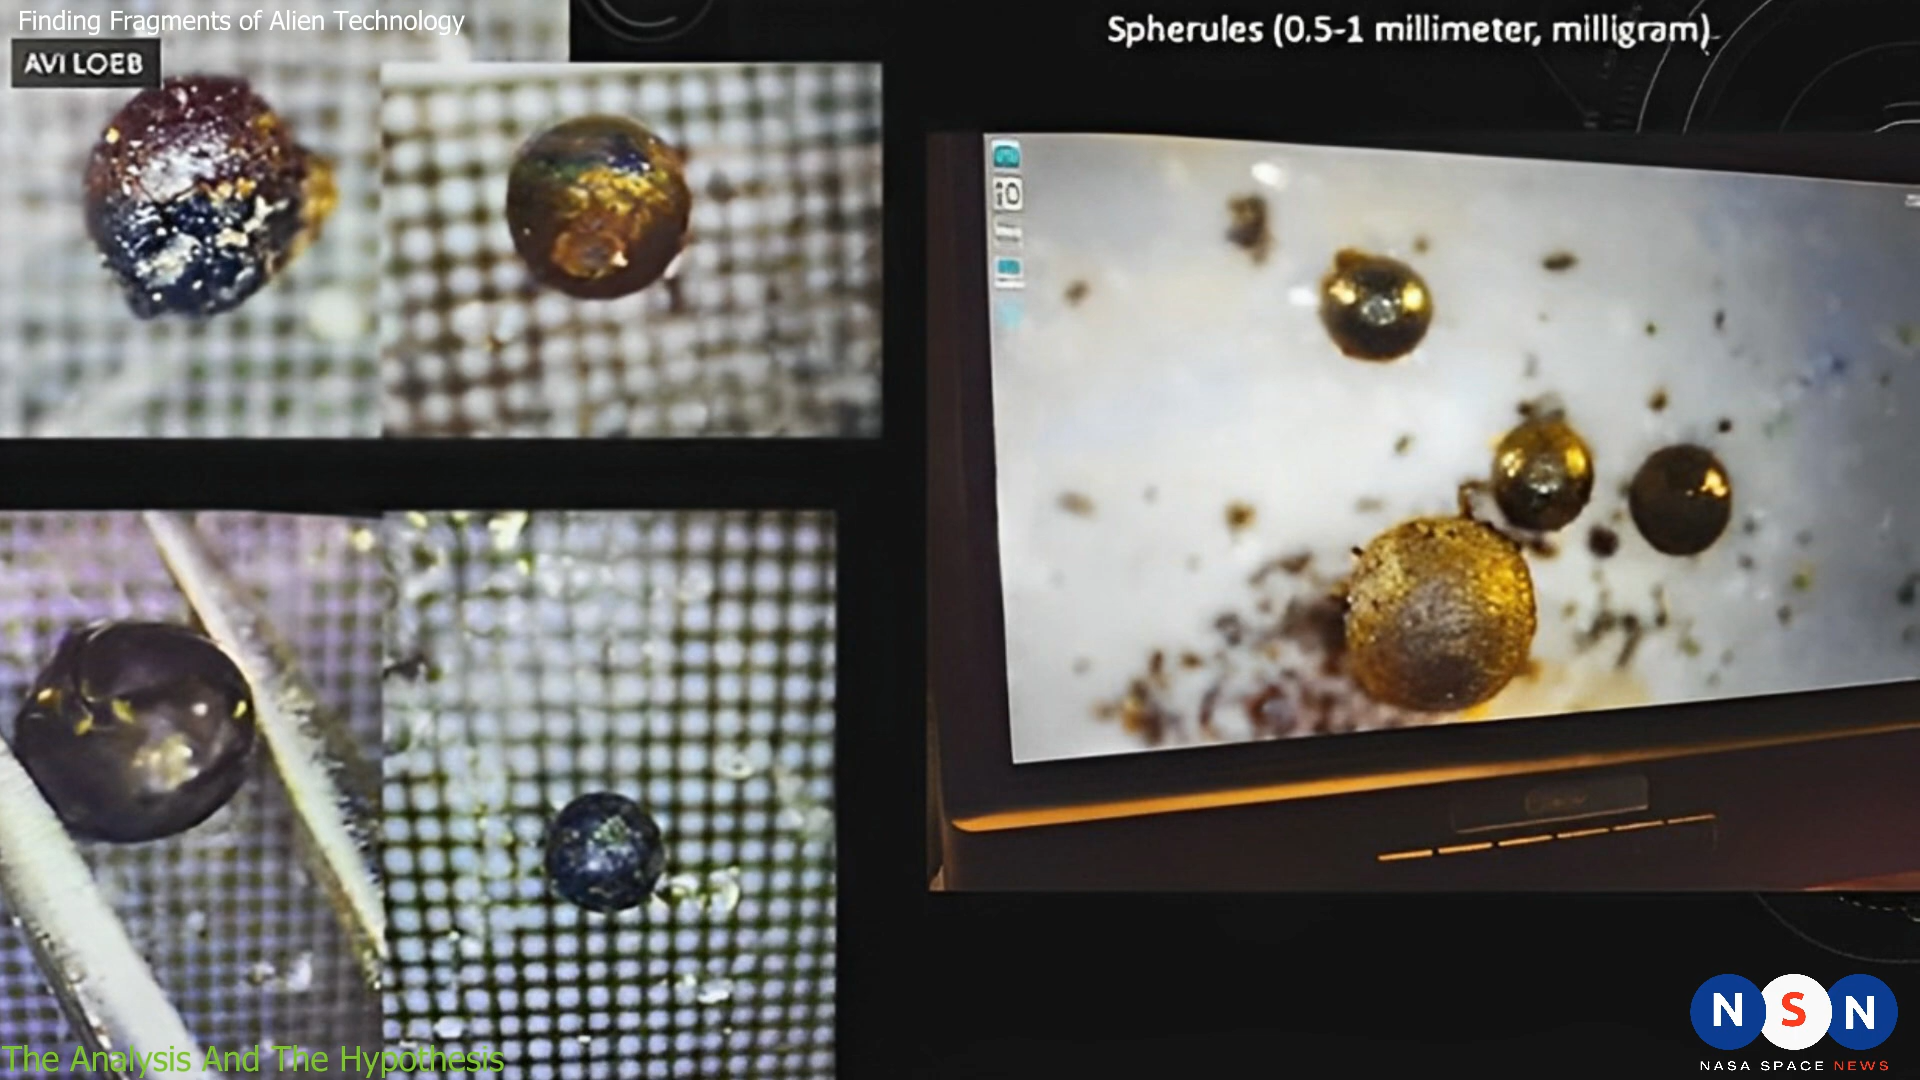 Finding Fragments of Alien Technology
AVI LOEB
Spherules (0.5-1 millimeter, milligram)
The Analysis And The Hypothesis
NSN
NASA SPACE NEWS